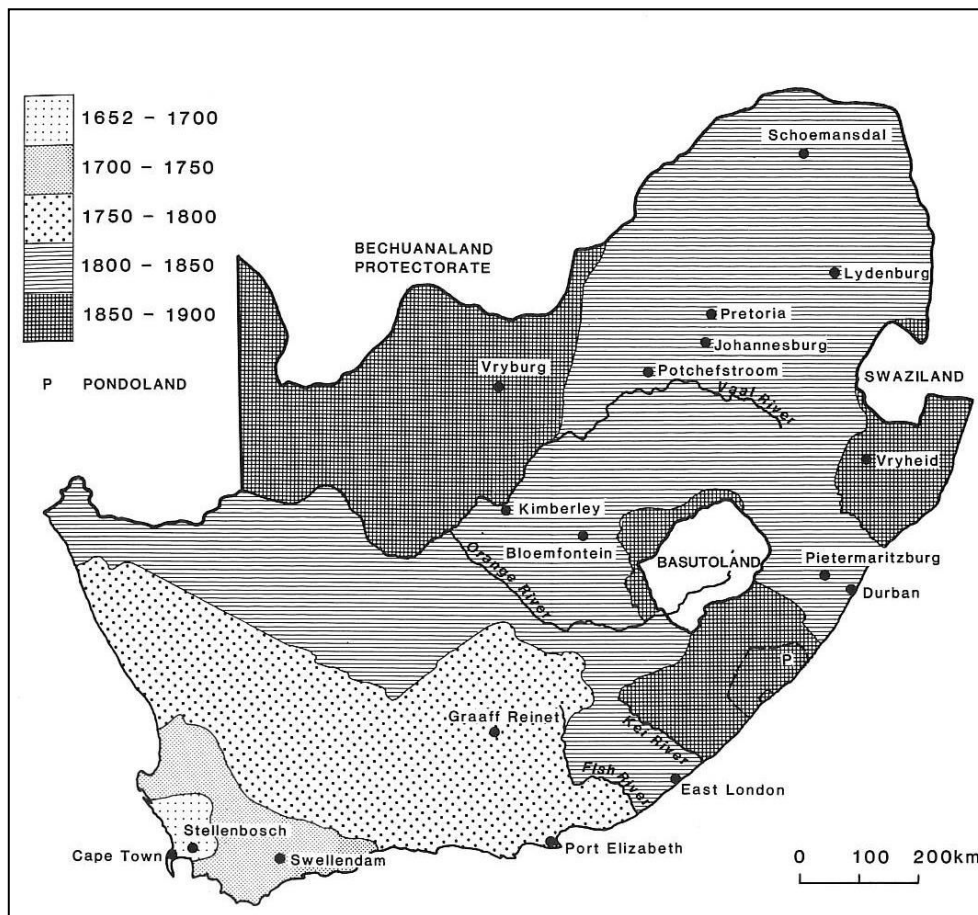 1652 – 1700
1700 – 1750
1750 – 1800
1800 – 1850
1850 – 1900
P PONDOLAND
BECHUANALAND
PROTECTORATE
Schoemansdal
Lydenburg
Pretoria
Johannesburg
Potchefstroom
Vaal River
SWAZILAND
Vryburg
Vryheid
Kimberley
Bloemfontein
Orange River
BASUTOLAND
Pietermaritzburg
Durban
P
Graaff Reinet
Kei River
Fish River
East London
Port Elizabeth
Stellenbosch
Cape Town
Swellendam
0 100 200km